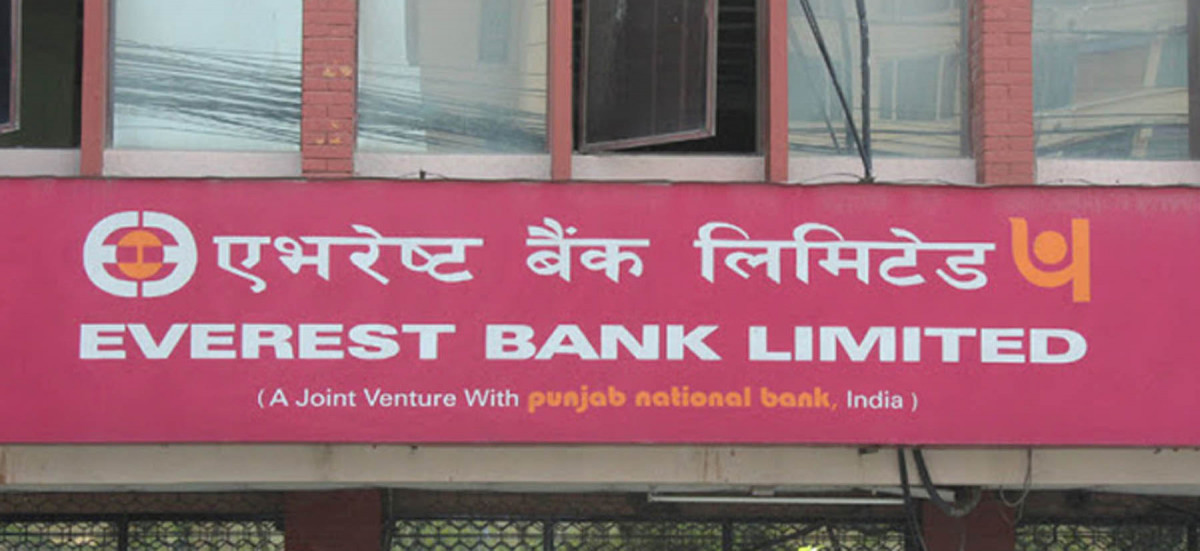 एभरेष्ट बैंक लिमिटेड
EVEREST BANK LIMITED
( A Joint Venture With punjab national bank, India )